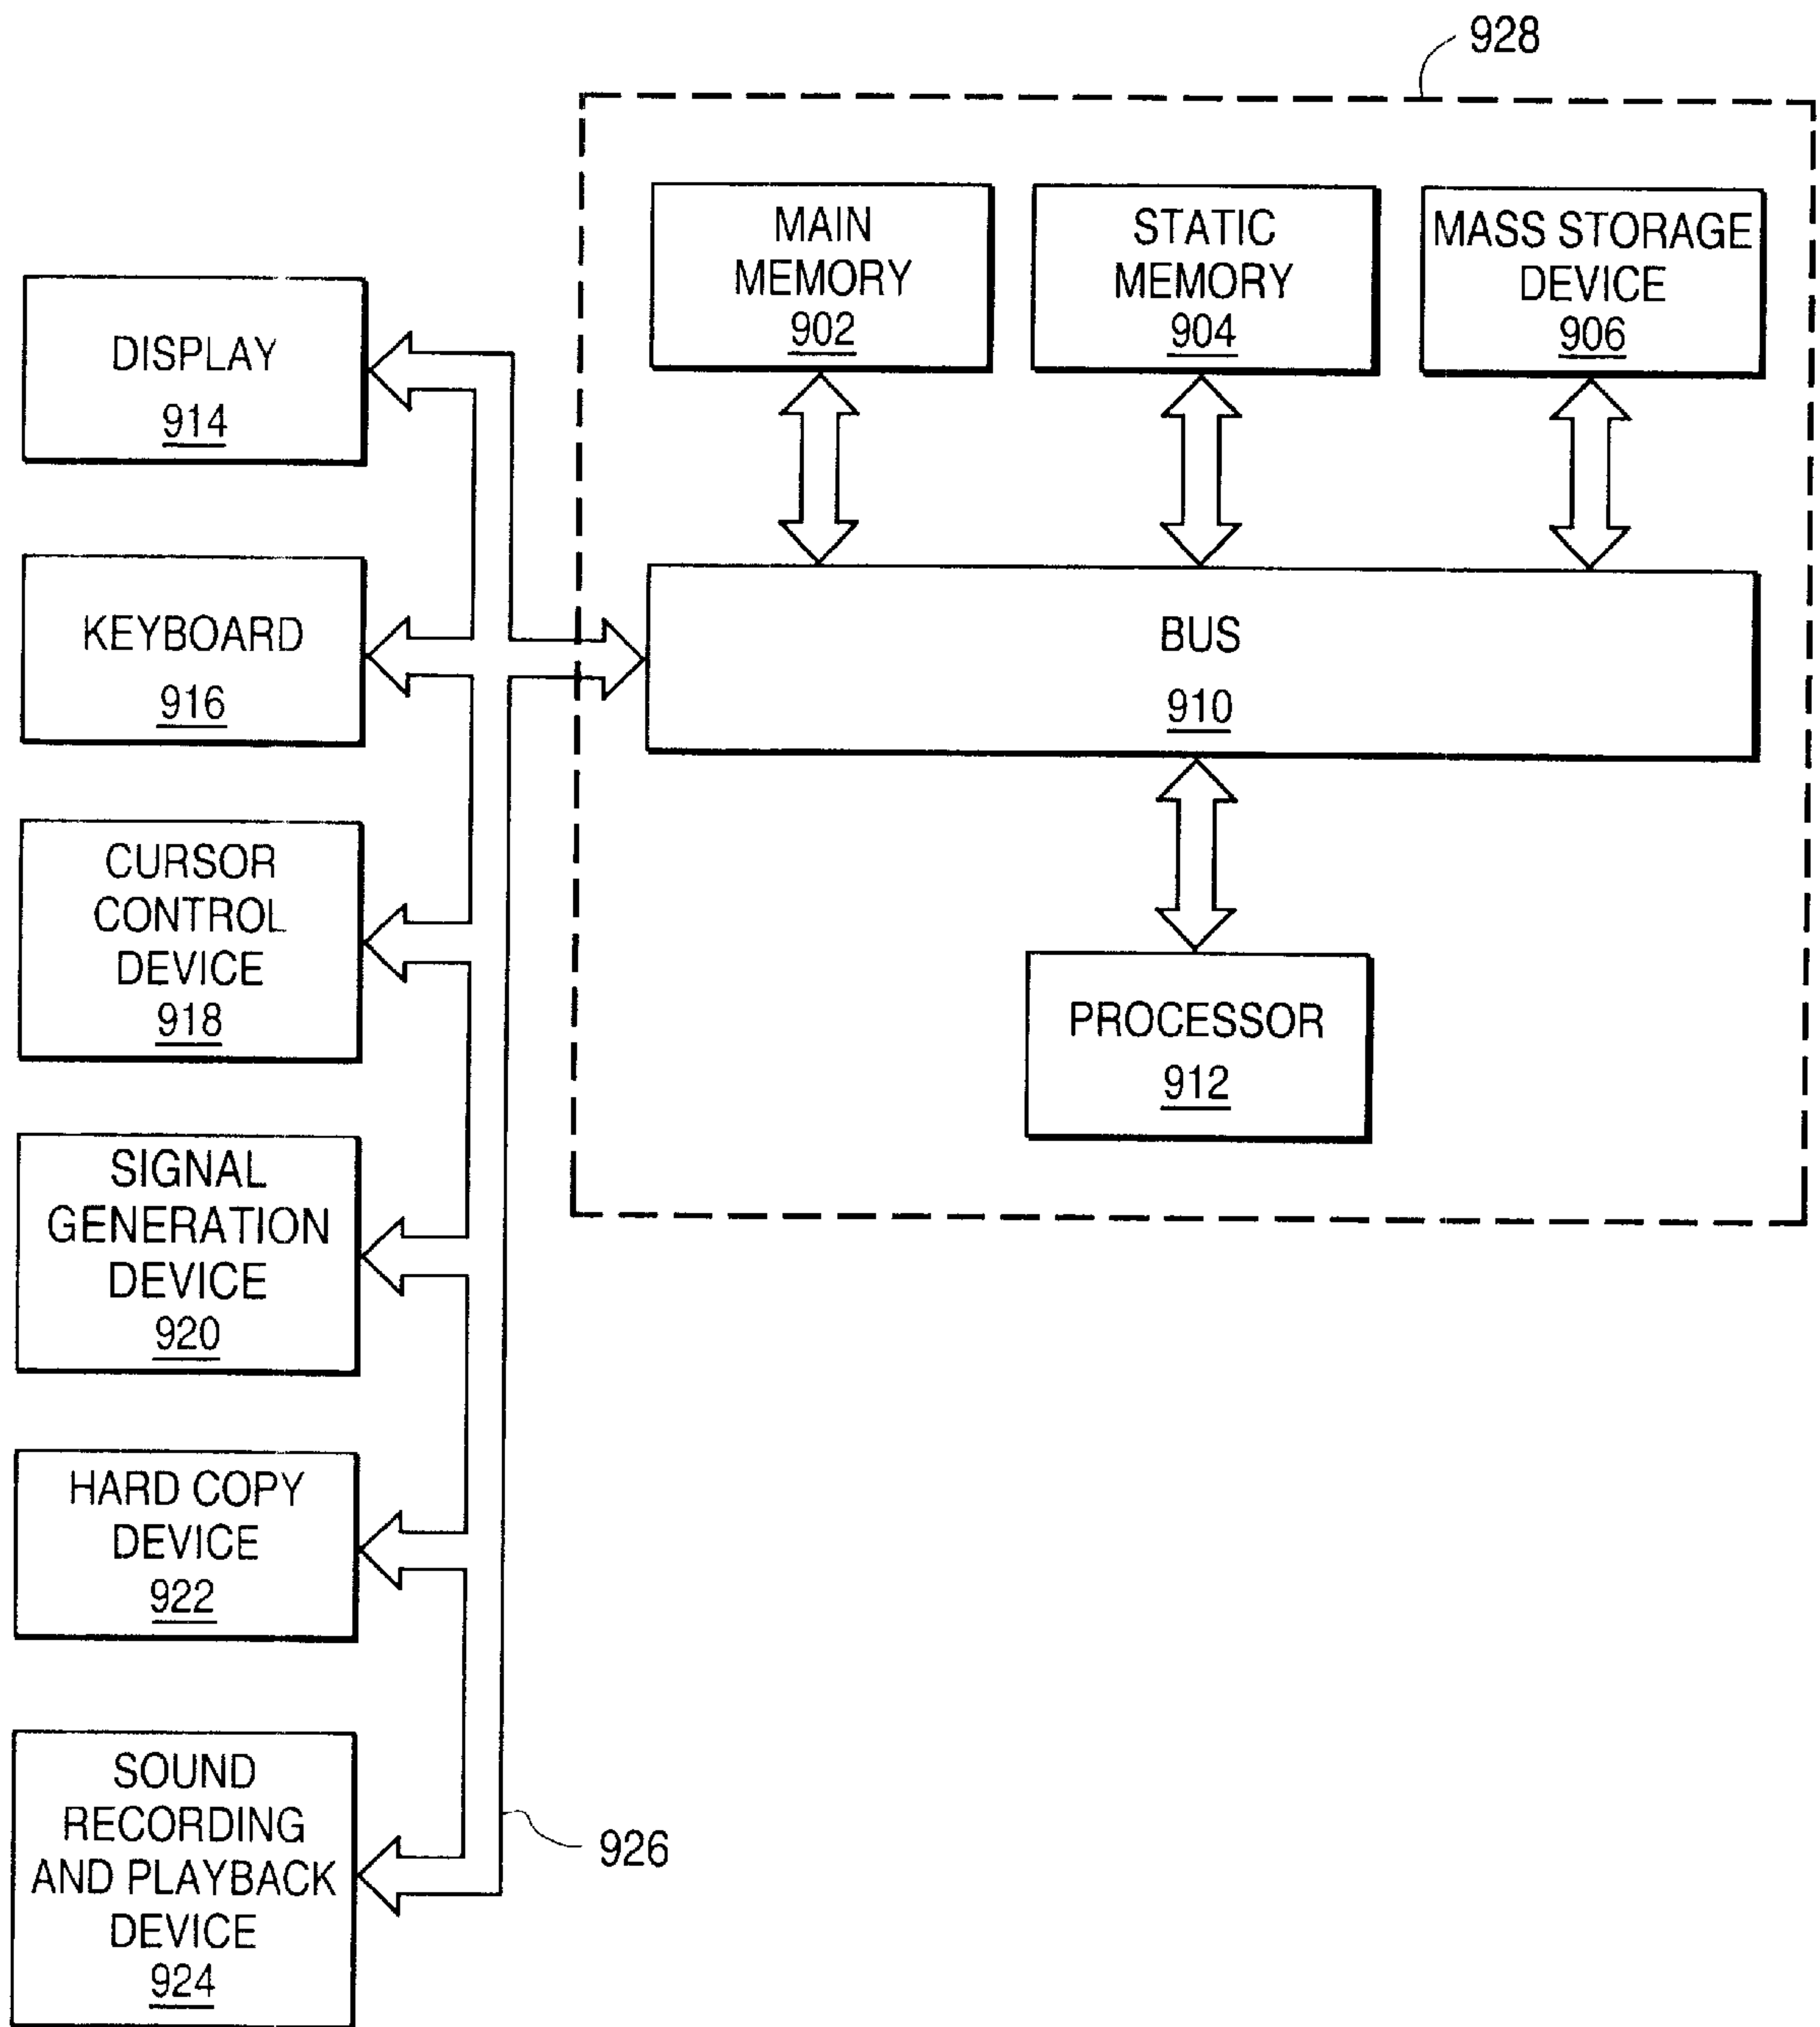 928
MAIN
MEMORY
902
STATIC
MEMORY
904
MASS STORAGE
DEVICE
906
DISPLAY
914
KEYBOARD
916
BUS
910
CURSOR
CONTROL
DEVICE
918
PROCESSOR
912
SIGNAL
GENERATION
DEVICE
920
HARD COPY
DEVICE
922
SOUND
RECORDING
AND PLAYBACK
DEVICE
924
926